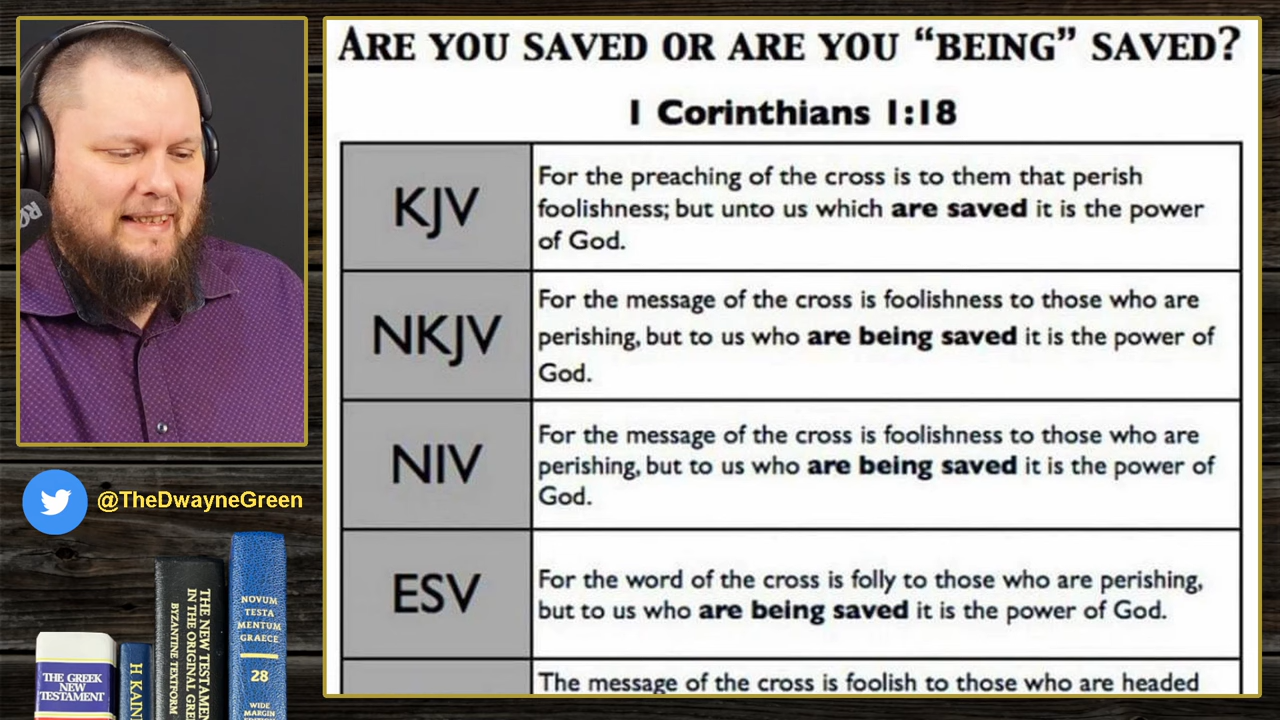 ARE YOU SAVED OR ARE YOU “BEING” SAVED?
1 Corinthians 1:18
KJV
For the preaching of the cross is to them that perish
foolishness; but unto us which are saved it is the power
of God.
NKJV
For the message of the cross is foolishness to those who are
perishing, but to us who are being saved it is the power of
God.
NIV
For the message of the cross is foolishness to those who are
perishing, but to us who are being saved it is the power of
God.
ESV
For the word of the cross is folly to those who are perishing,
but to us who are being saved it is the power of God.
The message of the cross is foolish to those who are headed
@TheDwayneGreen
THE GREEK
NEW
TESTAMENT
H KAIN
THE NEW TESTAMEN
IN THE ORIGINAL GRE
BYZANTINE TEXTFORM
NOVUM
TESTA
MENTUM
GRAECE
28
WIDE
MARGIN